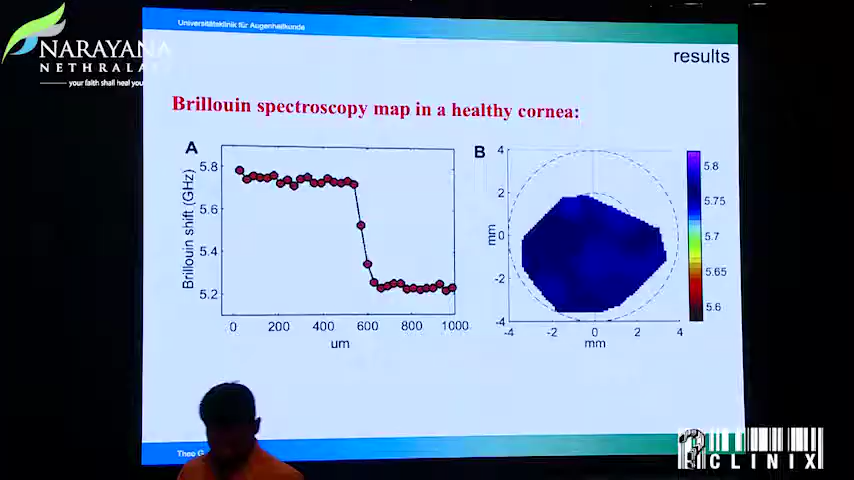 Universitätsklinik für Augenheilkunde
NARAYANA
NETHRALAYA
your faith shall heal you
results
Brillouin spectroscopy map in a healthy cornea:
A
Brillouin shift (GHz)
5.8
5.6
5.4
5.2
0 200 400 600 800 1000
um
B
mm
4
2
0
-2
-4
-4 -2 0 2 4
mm
5.8
5.75
5.7
5.65
5.6
Theo G
CLINIX